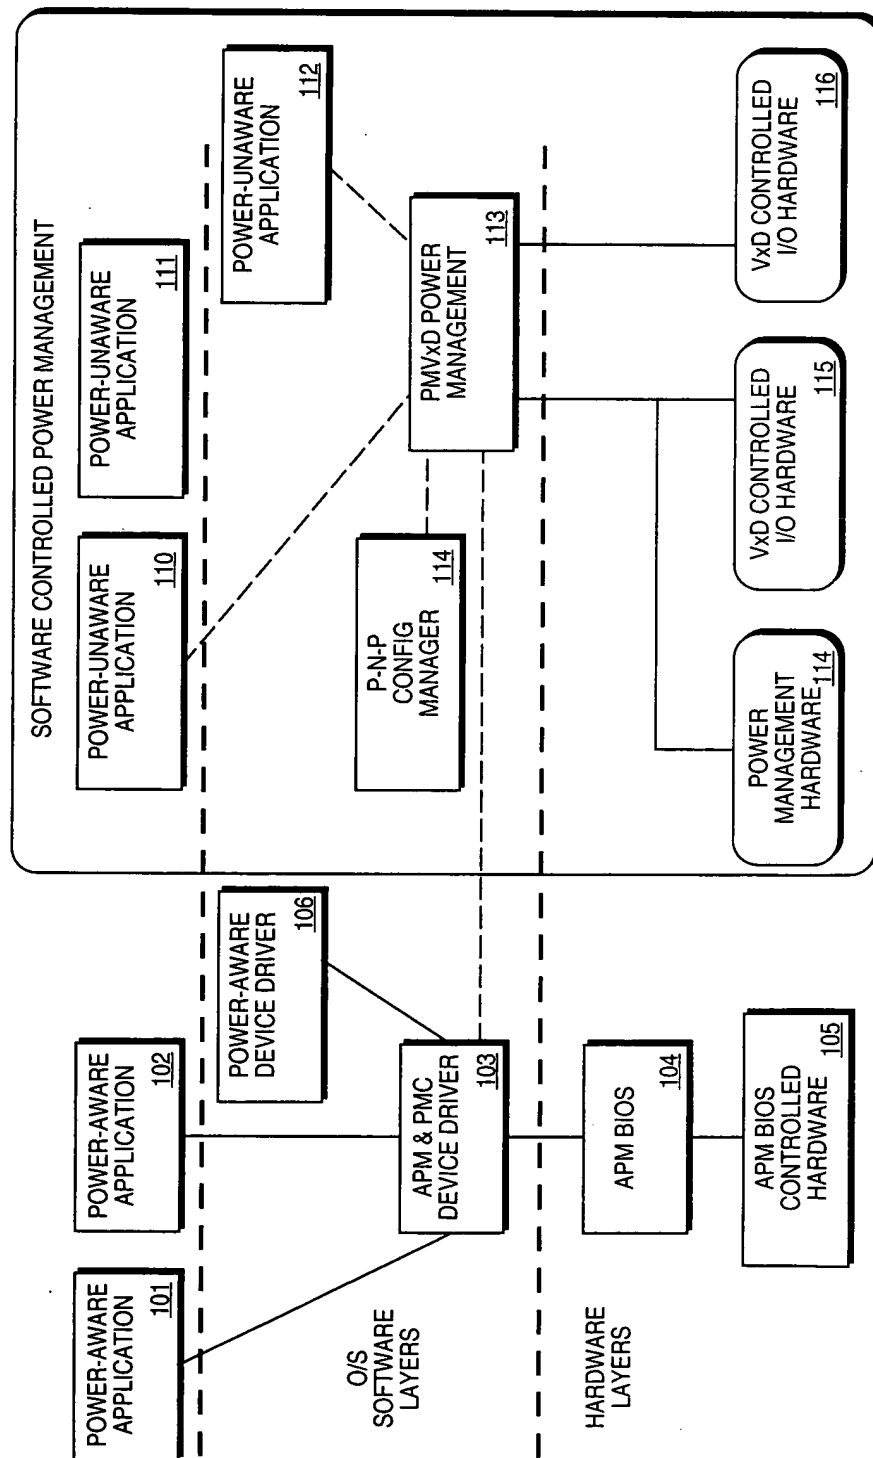 SOFTWARE CONTROLLED POWER MANAGEMENT
POWER-AWARE
APPLICATION
101
POWER-AWARE
APPLICATION
102
POWER-UNAWARE
APPLICATION
110
POWER-UNAWARE
APPLICATION
111
POWER-AWARE
DEVICE DRIVER
106
POWER-UNAWARE
APPLICATION
112
O/S
SOFTWARE
LAYERS
APM & PMC
DEVICE DRIVER
103
P-N-P
CONFIG
MANAGER
114
PMVxD POWER
MANAGEMENT
113
HARDWARE
LAYERS
APM BIOS
104
APM BIOS
CONTROLLED
HARDWARE
105
POWER
MANAGEMENT
HARDWARE
114
VxD CONTROLLED
I/O HARDWARE
115
VxD CONTROLLED
I/O HARDWARE
116